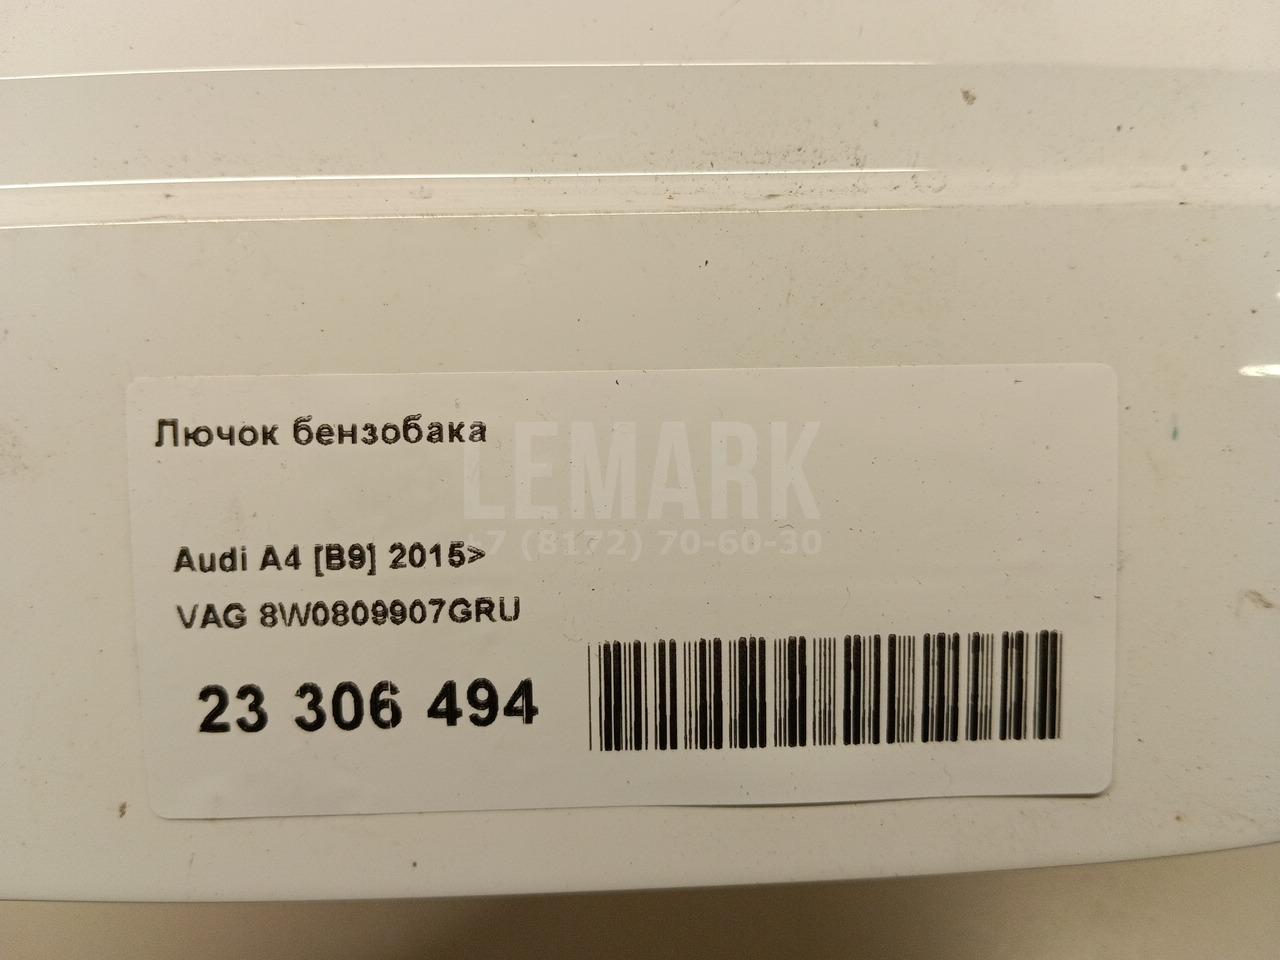 Лючок бензобака
LEMARK
+7 (8172) 70-60-30
Audi A4 [B9] 2015>
VAG 8W0809907GRU
23 306 494